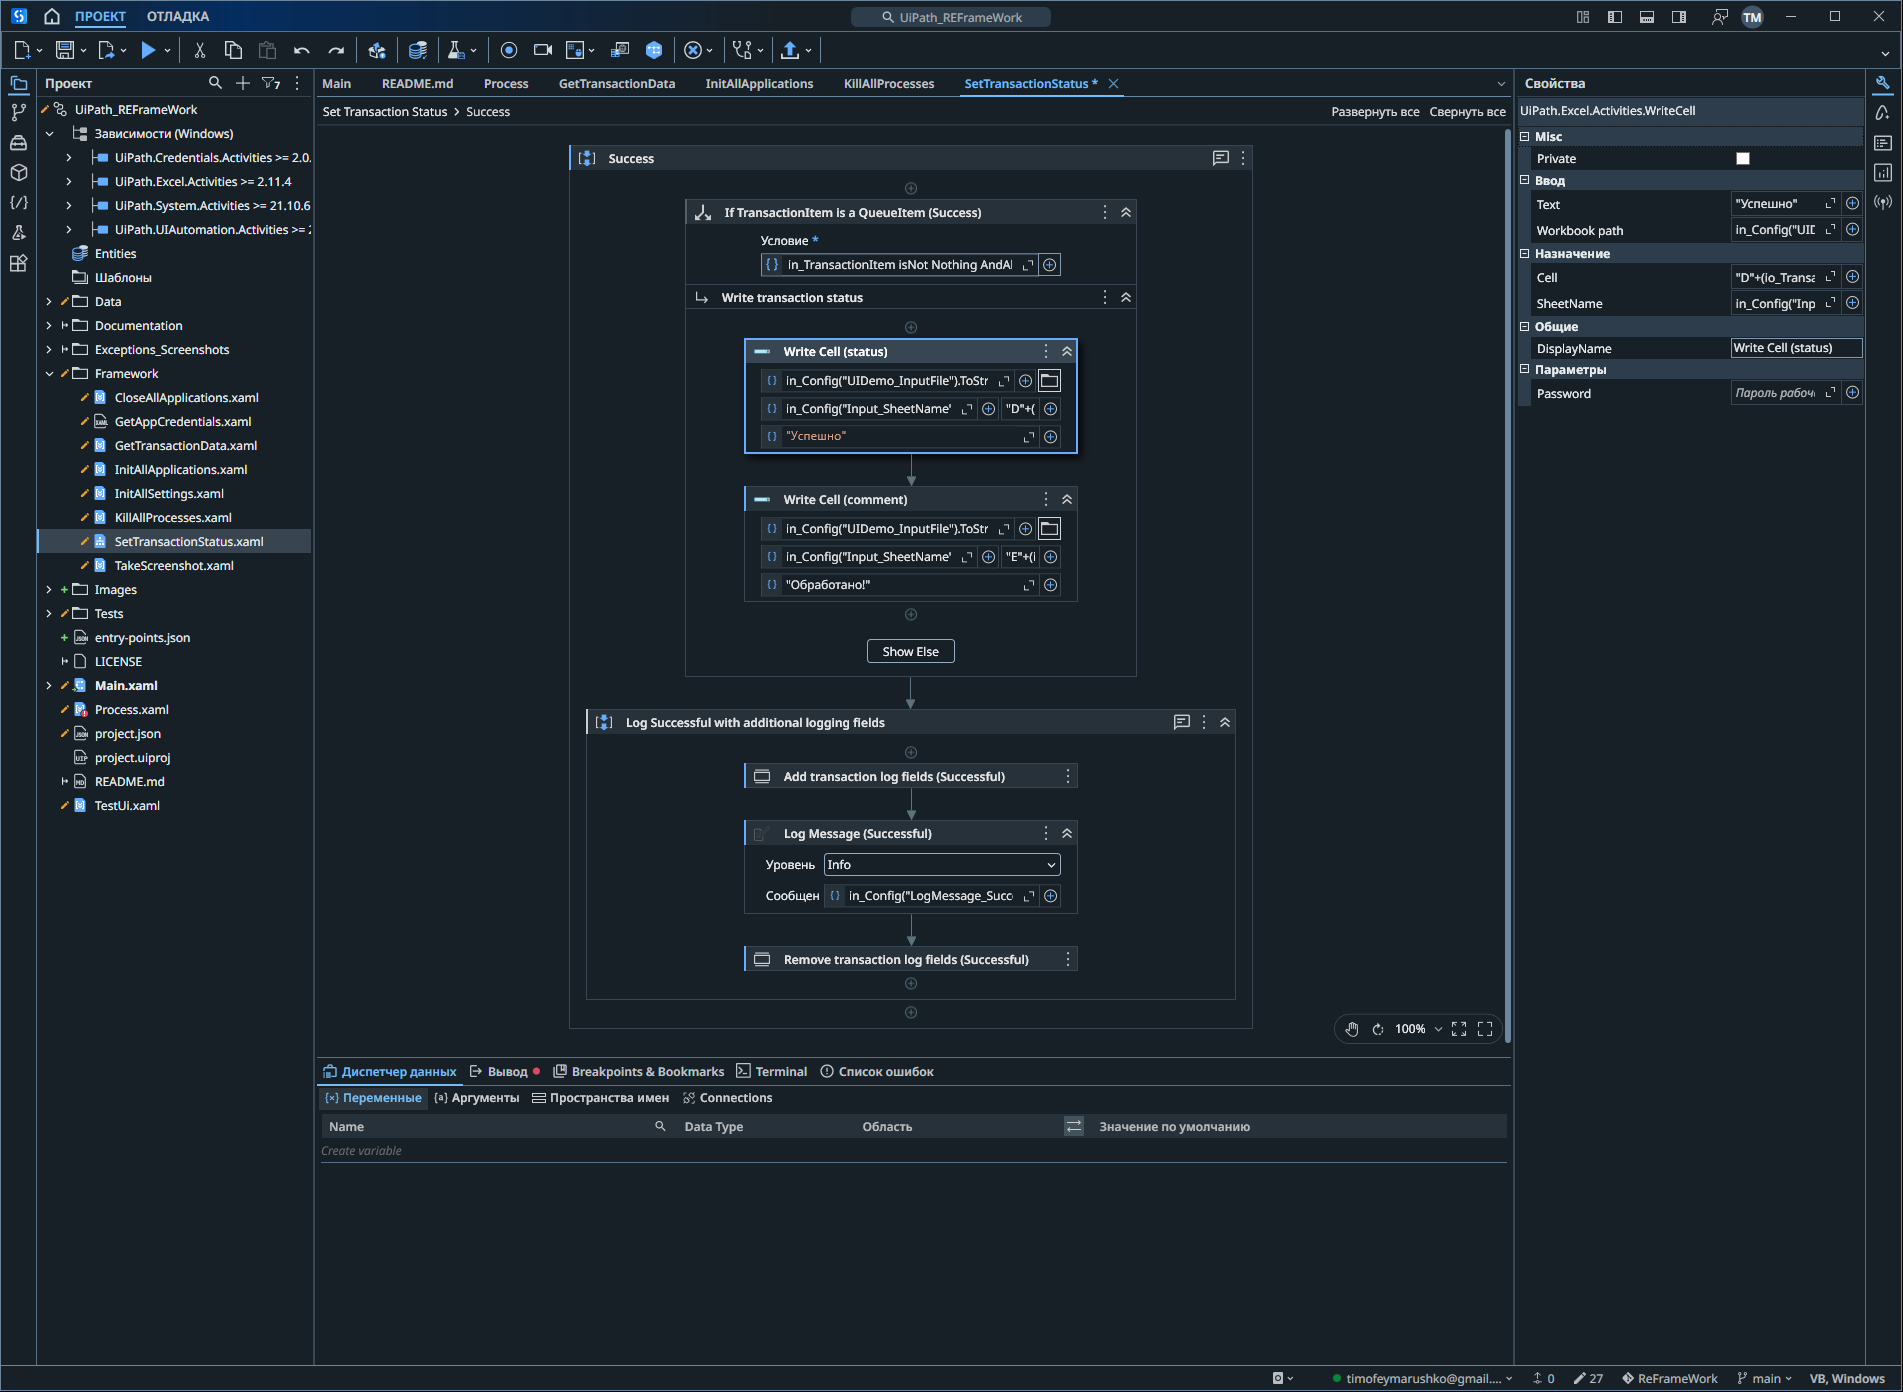 ПРОЕКТ
ОТЛАДКА
UiPath_REFrameWork
TM
Проект
7
UiPath_REFrameWork
Зависимости (Windows)
UiPath.Credentials.Activities >= 2.0.
UiPath.Excel.Activities >= 2.11.4
UiPath.System.Activities >= 21.10.6
UiPath.UIAutomation.Activities >=
Entities
Шаблоны
Data
Documentation
Exceptions_Screenshots
Framework
CloseAllApplications.xaml
GetAppCredentials.xaml
GetTransactionData.xaml
InitAllApplications.xaml
InitAllSettings.xaml
KillAllProcesses.xaml
SetTransactionStatus.xaml
TakeScreenshot.xaml
Images
Tests
entry-points.json
LICENSE
Main.xaml
Process.xaml
project.json
project.uiproj
README.md
TestUi.xaml
Main
README.md
Process
GetTransactionData
InitAllApplications
KillAllProcesses
SetTransactionStatus *
Set Transaction Status > Success
Развернуть все
Свернуть все
Success
If TransactionItem is a QueueItem (Success)
Условие *
in_TransactionItem isNot Nothing AndAl
Write transaction status
Write Cell (status)
in_Config("UIDemo_InputFile").ToStr
in_Config("Input_SheetName"
"D"+(
"Успешно"
Write Cell (comment)
in_Config("UIDemo_InputFile").ToStr
in_Config("Input_SheetName"
"E"+(i
"Обработано!"
Show Else
Log Successful with additional logging fields
Add transaction log fields (Successful)
Log Message (Successful)
Уровень
Info
Сообщен
in_Config("LogMessage_Succ
Remove transaction log fields (Successful)
100%
Диспетчер данных
Вывод
Breakpoints & Bookmarks
Terminal
Список ошибок
Переменные
Аргументы
Пространства имен
Connections
Name
Data Type
Область
Значение по умолчанию
Create variable
Свойства
UiPath.Excel.Activities.WriteCell
Misc
Private
Ввод
Text
"Успешно"
Workbook path
in_Config("UIE
Назначение
Cell
"D"+(io_Transa
SheetName
in_Config("Inp
Общие
DisplayName
Write Cell (status)
Параметры
Password
Пароль рабоч
timofeymarushko@gmail....
0
27
ReFrameWork
main
VB, Windows